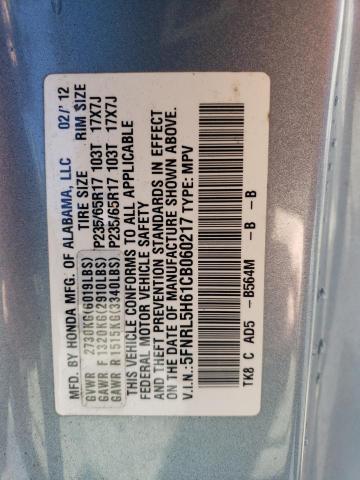 MFD. BY HONDA MFG. OF ALABAMA, LLC 02/' 12
TIRE SIZE RIM SIZE
GVWR 2730KG(6019LBS)
GAWR F 1320KG(2910LBS) P235/65R17 103T 17X7J
GAWR R 1515KG(3340LBS) P235/65R17 103T 17X7J
THIS VEHICLE CONFORMS TO ALL APPLICABLE
FEDERAL MOTOR VEHICLE SAFETY
AND THEFT PREVENTION STANDARDS IN EFFECT
ON THE DATE OF MANUFACTURE SHOWN ABOVE.
V.I.N.:5FNRL5H61CB060217 TYPE: MPV
TK8 C AD5 -B564M - B - B